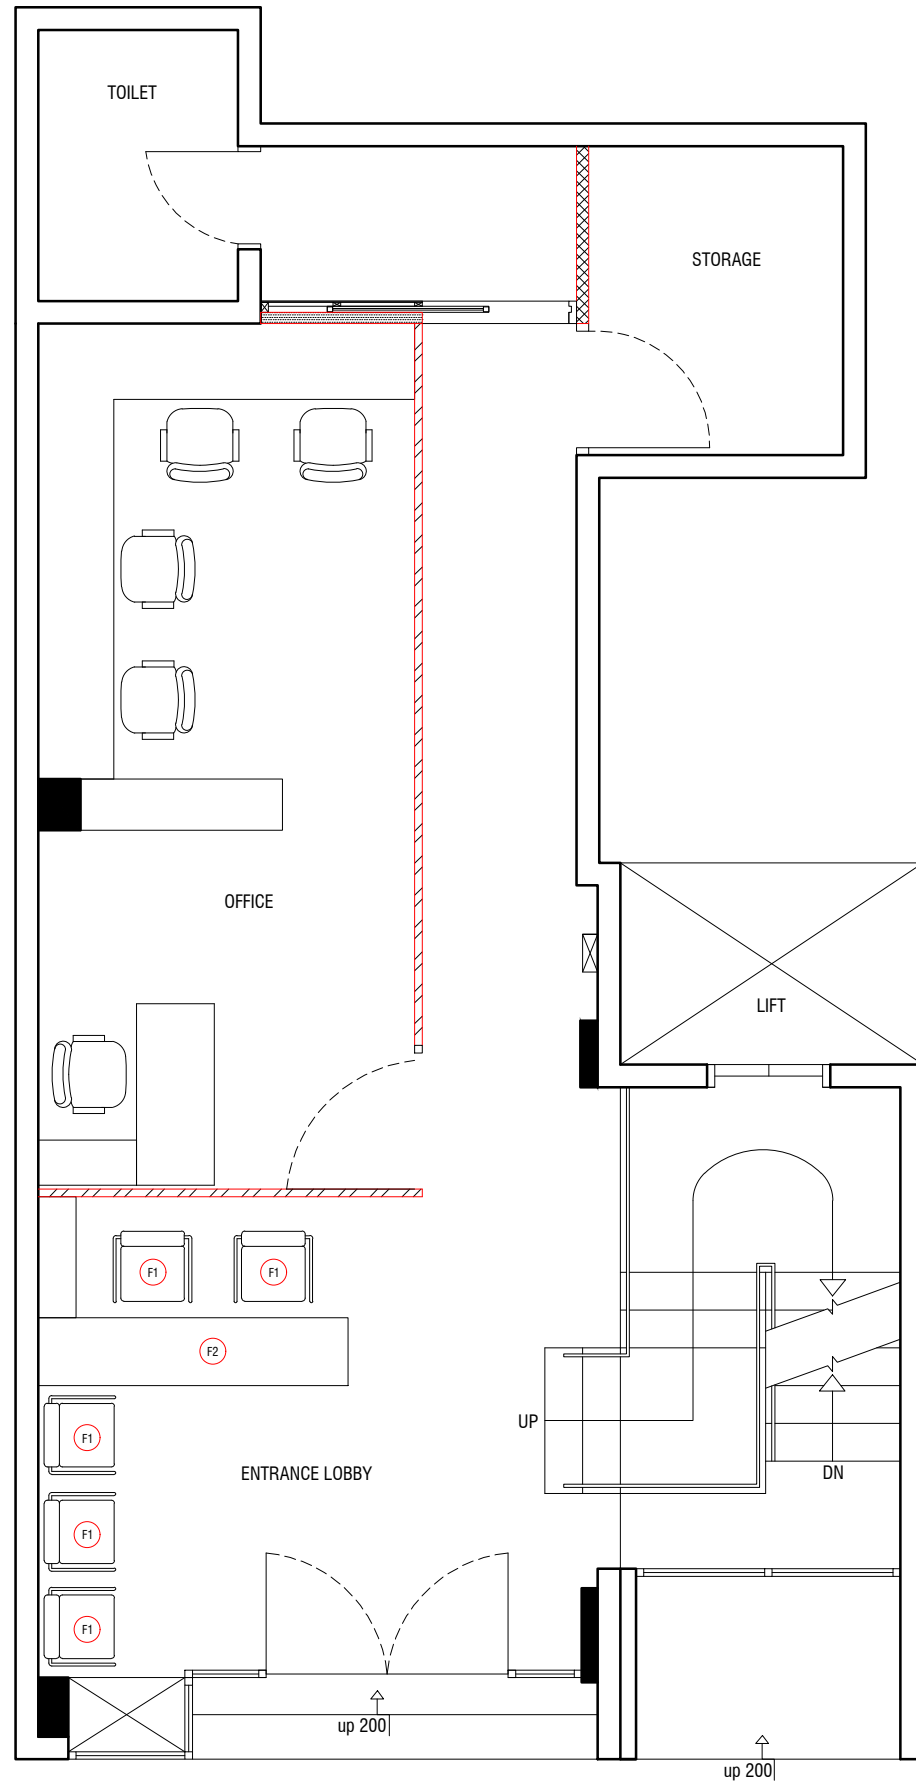 TOILET
STORAGE
OFFICE
LIFT
F1
F1
F2
UP
F1
ENTRANCE LOBBY
DN
F1
F1
up 200
up 200